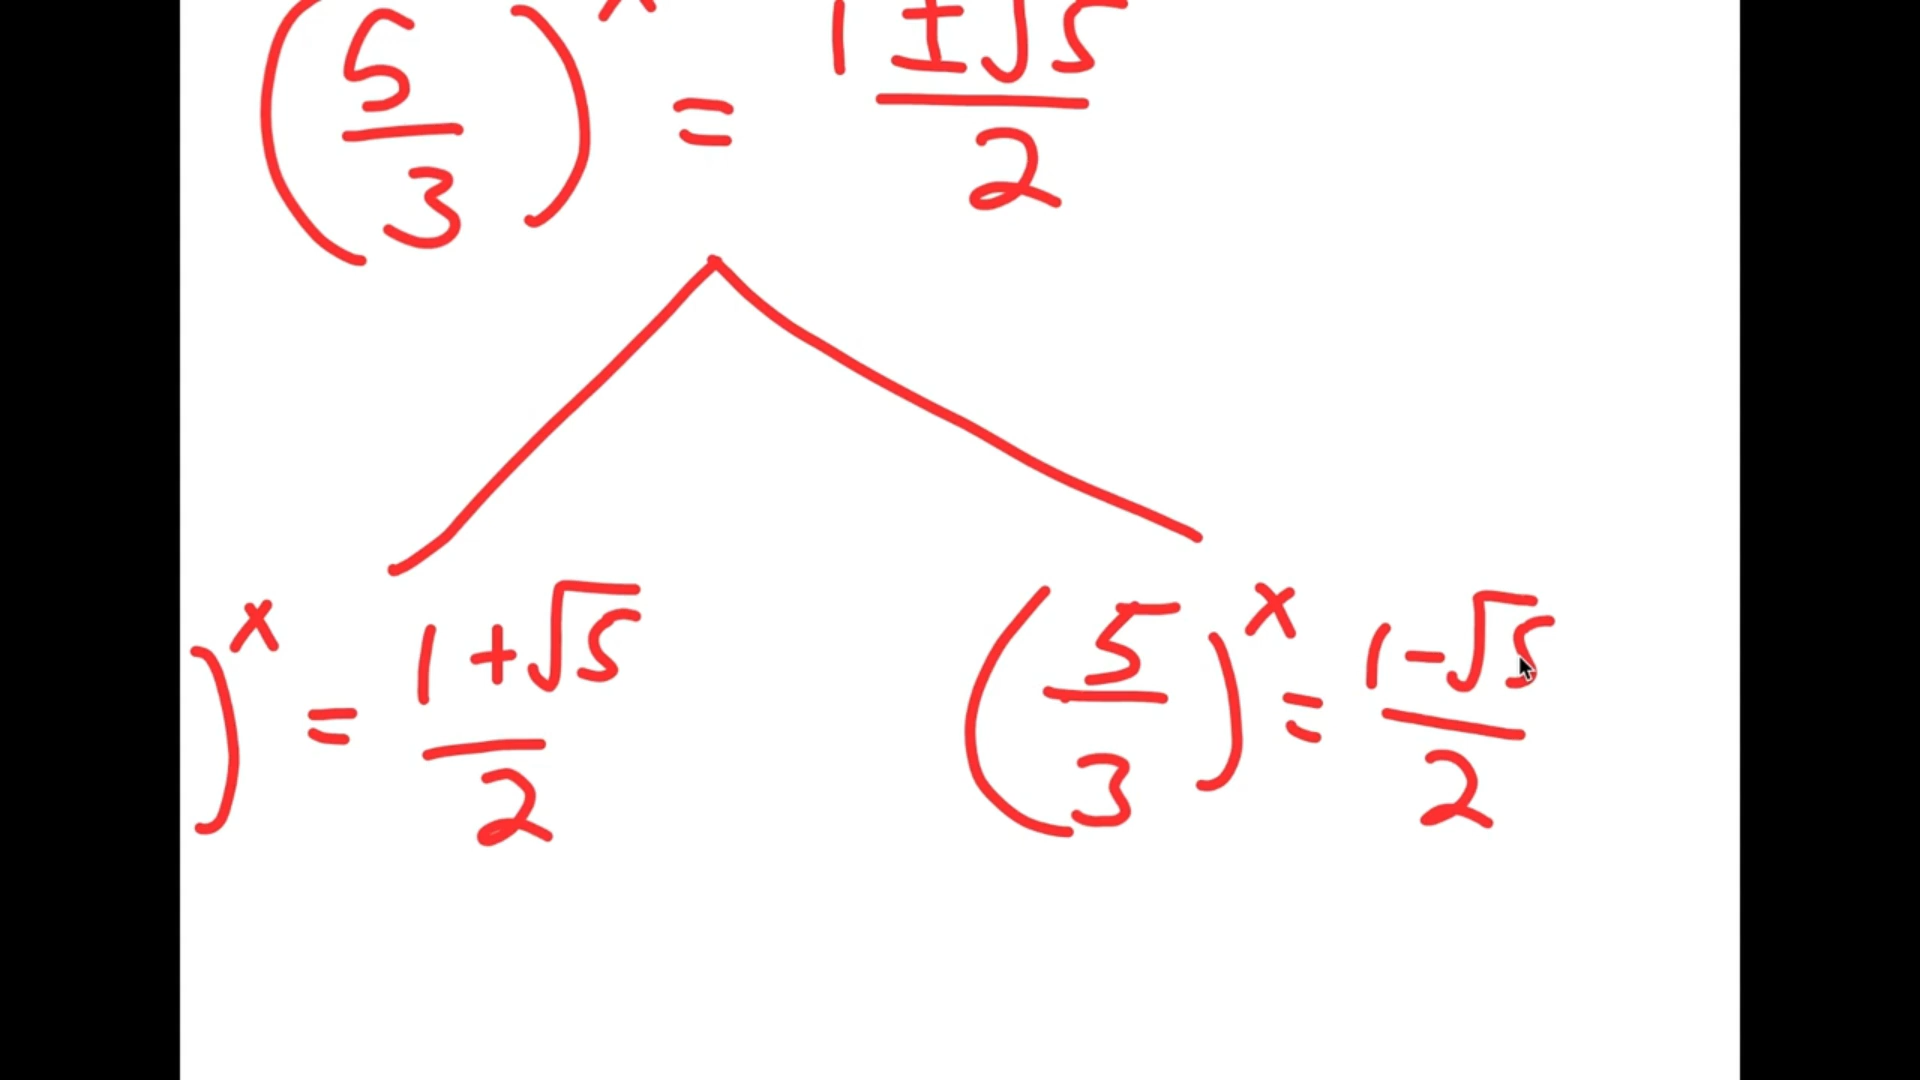 (5/3)^x = (1 ± √5)/2
)^x = (1 + √5)/2
(5/3)^x = (1 - √5)/2